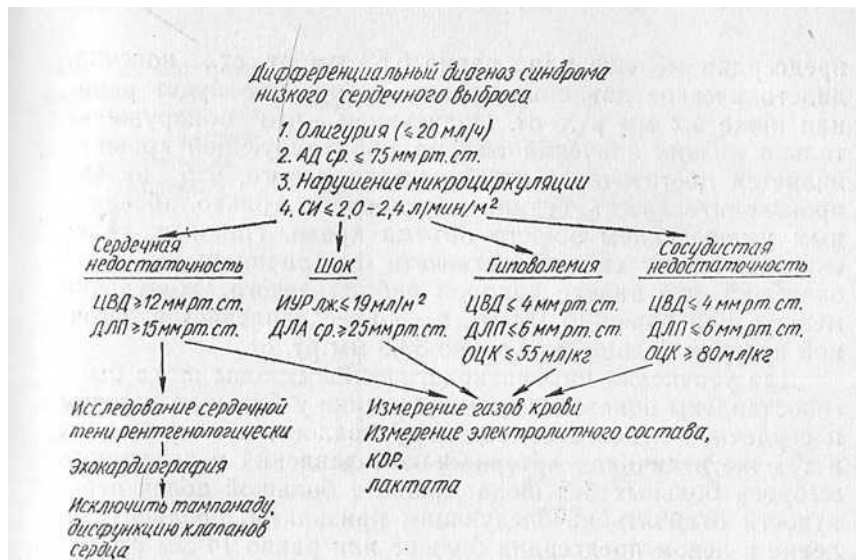 Дифференциальный диагноз синдрома
низкого сердечного выброса
1. Олигурия (≤20 мл/ч)
2. АД ср. ≤ 75 мм рт. ст.
3. Нарушение микроциркуляции
4. СИ ≤ 2,0–2,4 л/мин/м²
Сердечная
недостаточность
ЦВД ≥ 12 мм рт. ст.
ДЛП ≥ 15 мм рт. ст.
Шок
ИУР лж ≤ 19 мл/м²
ДЛА ср. ≥ 25 мм рт. ст.
Гиповолемия
ЦВД ≤ 4 мм рт. ст.
ДЛП ≤ 6 мм рт. ст.
ОЦК ≤ 55 мл/кг
Сосудистая
недостаточность
ЦВД ≤ 4 мм рт. ст.
ДЛП ≤ 6 мм рт. ст.
ОЦК ≥ 80 мл/кг
Исследование сердечной
тени рентгенологически
Эхокардиография
Исключить тампонаду,
дисфункцию клапанов
сердца
Измерение газов крови
Измерение электролитного состава,
КОР.
лактата